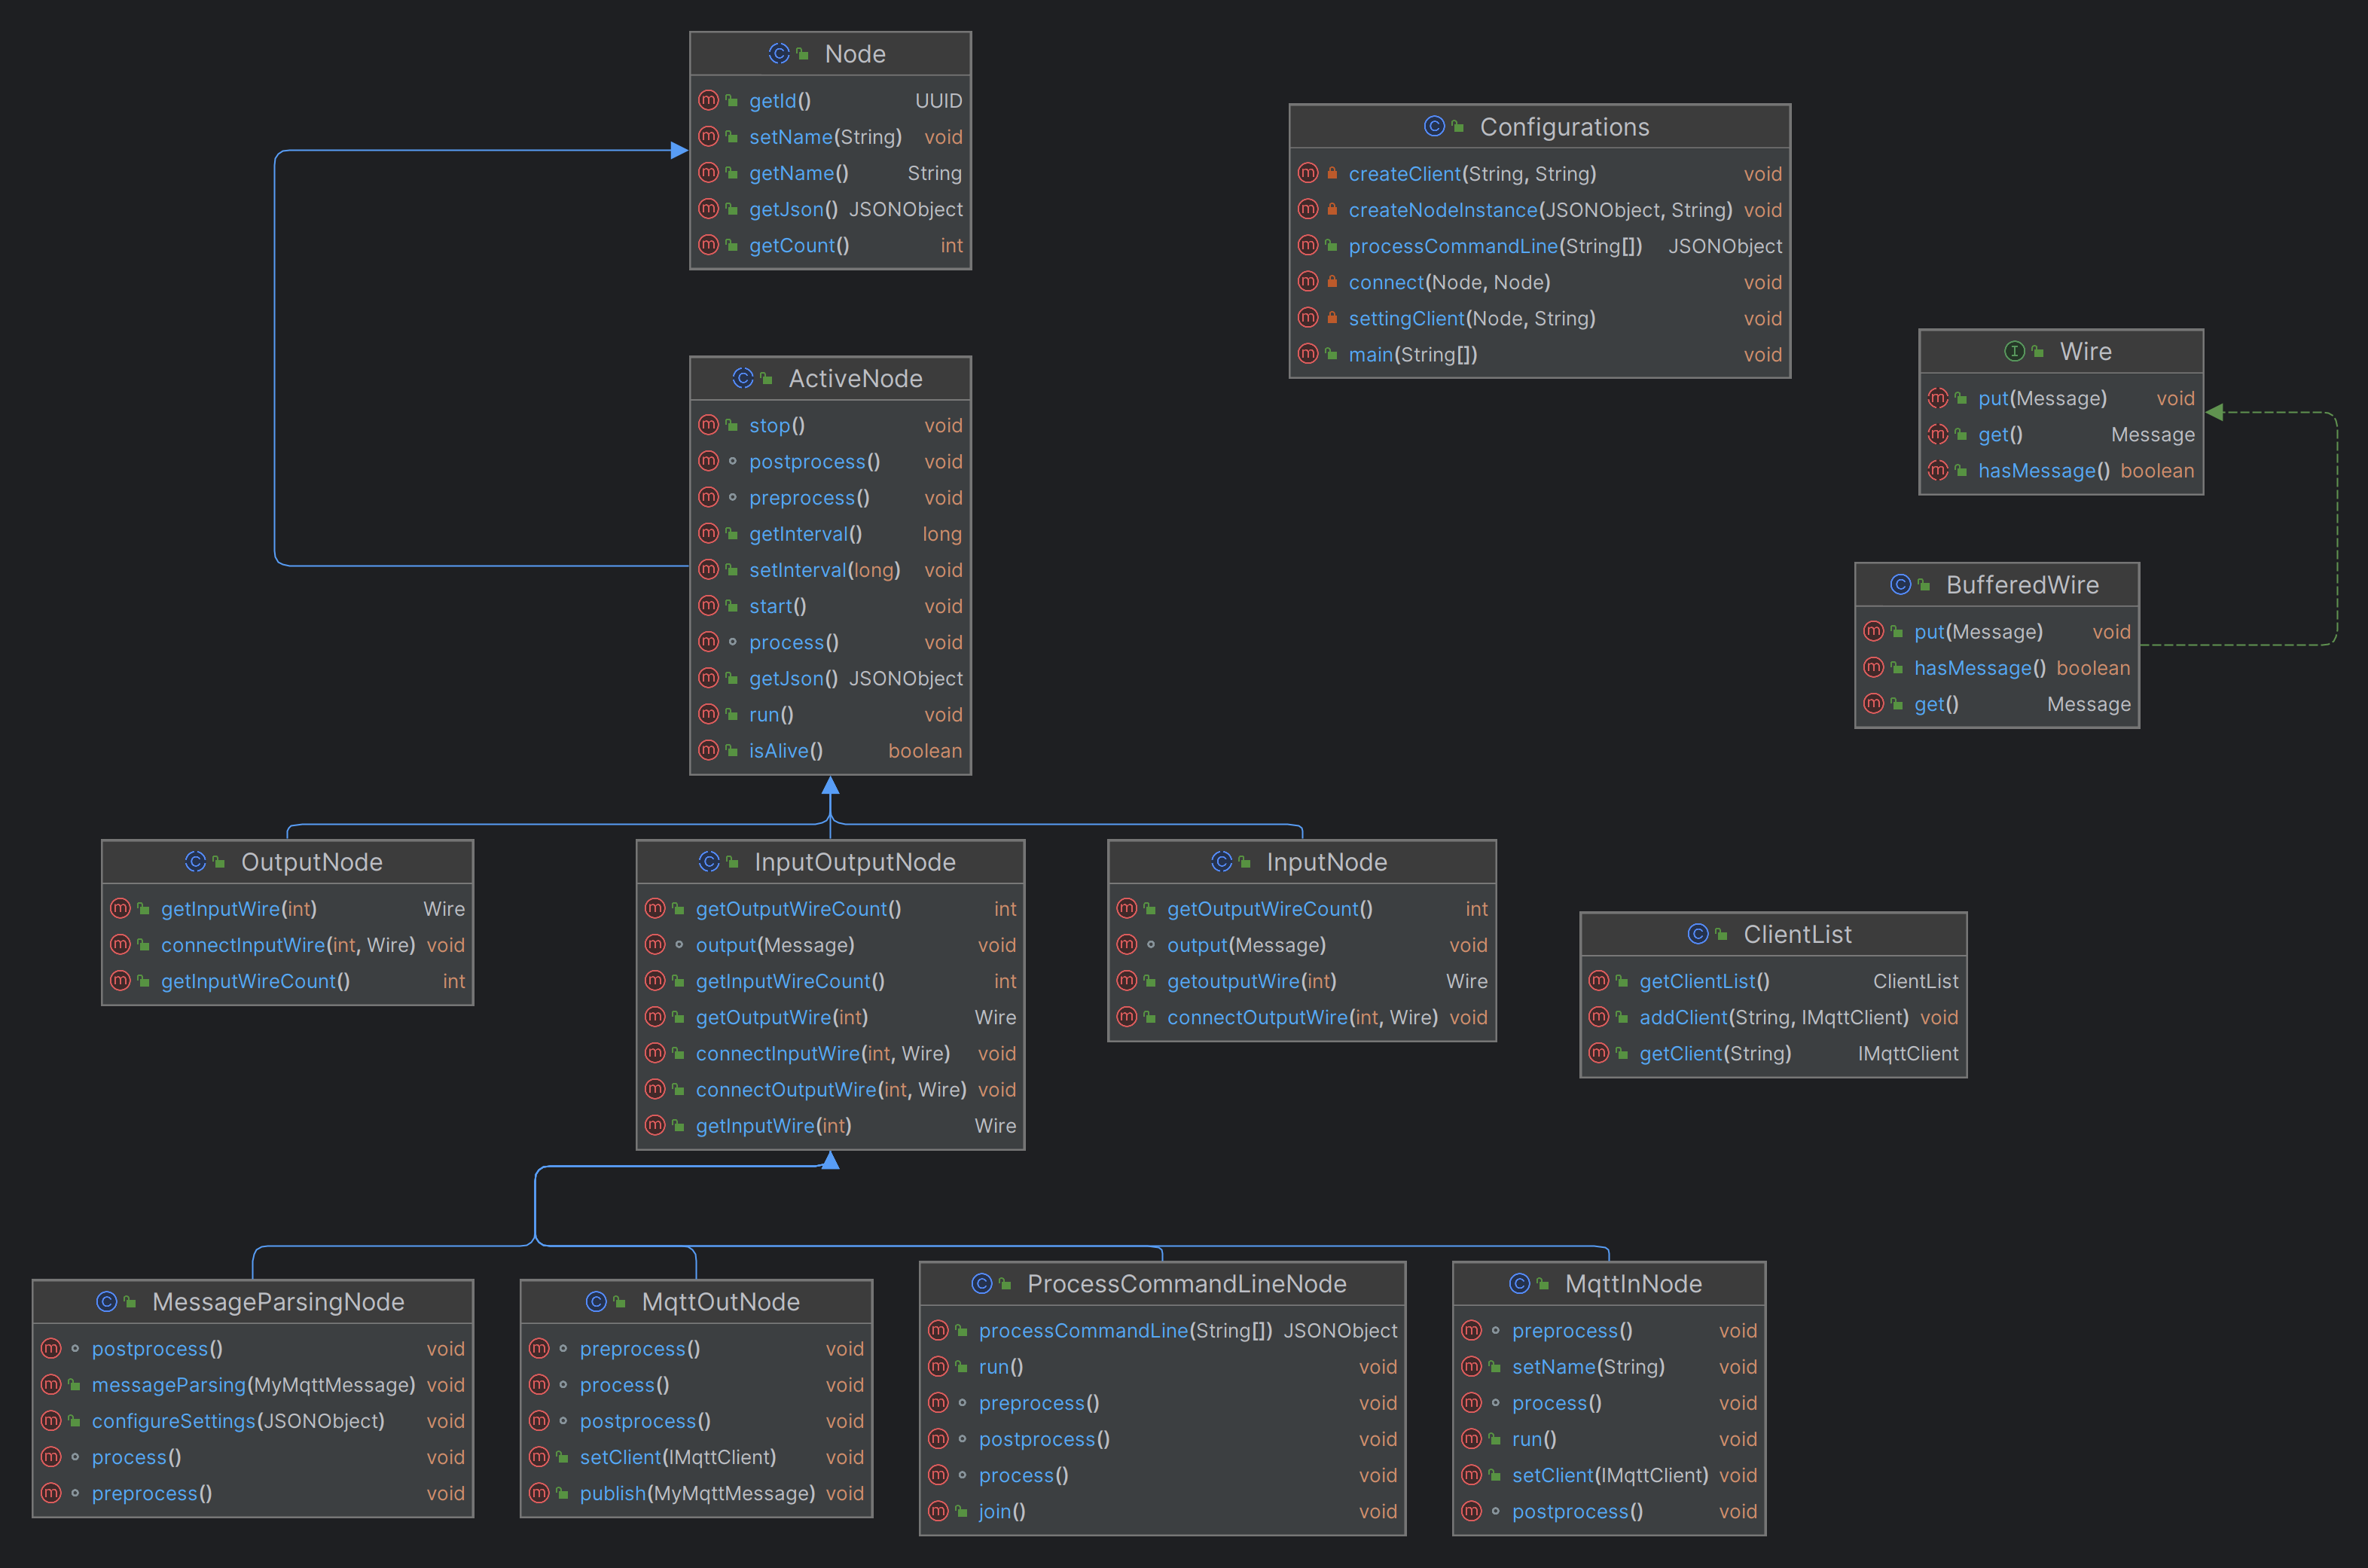 Node
getId() UUID
setName(String) void
getName() String
getJson() JSONObject
getCount() int
Configurations
createClient(String, String) void
createNodeInstance(JSONObject, String) void
processCommandLine(String[]) JSONObject
connect(Node, Node) void
settingClient(Node, String) void
main(String[]) void
Wire
put(Message) void
get() Message
hasMessage() boolean
ActiveNode
stop() void
postprocess() void
preprocess() void
getInterval() long
setInterval(long) void
start() void
process() void
getJson() JSONObject
run() void
isAlive() boolean
BufferedWire
put(Message) void
hasMessage() boolean
get() Message
OutputNode
getInputWire(int) Wire
connectInputWire(int, Wire) void
getInputWireCount() int
InputOutputNode
getOutputWireCount() int
output(Message) void
getInputWireCount() int
getOutputWire(int) Wire
connectInputWire(int, Wire) void
connectOutputWire(int, Wire) void
getInputWire(int) Wire
InputNode
getOutputWireCount() int
output(Message) void
getoutputWire(int) Wire
connectOutputWire(int, Wire) void
ClientList
getClientList() ClientList
addClient(String, IMqttClient) void
getClient(String) IMqttClient
MessageParsingNode
postprocess() void
messageParsing(MyMqttMessage) void
configureSettings(JSONObject) void
process() void
preprocess() void
MqttOutNode
preprocess() void
process() void
postprocess() void
setClient(IMqttClient) void
publish(MyMqttMessage) void
ProcessCommandLineNode
processCommandLine(String[]) JSONObject
run() void
preprocess() void
postprocess() void
process() void
join() void
MqttInNode
preprocess() void
setName(String) void
process() void
run() void
setClient(IMqttClient) void
postprocess() void